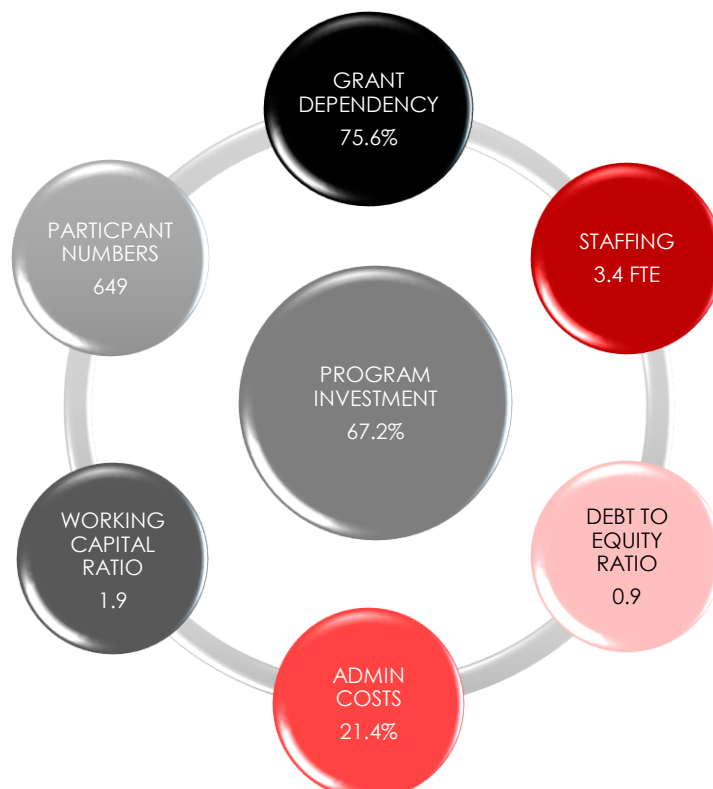 GRANT
DEPENDENCY
75.6%
STAFFING
3.4 FTE
DEBT TO
EQUITY
RATIO
0.9
ADMIN
COSTS
21.4%
WORKING
CAPITAL
RATIO
1.9
PARTICPANT
NUMBERS
649
PROGRAM
INVESTMENT
67.2%